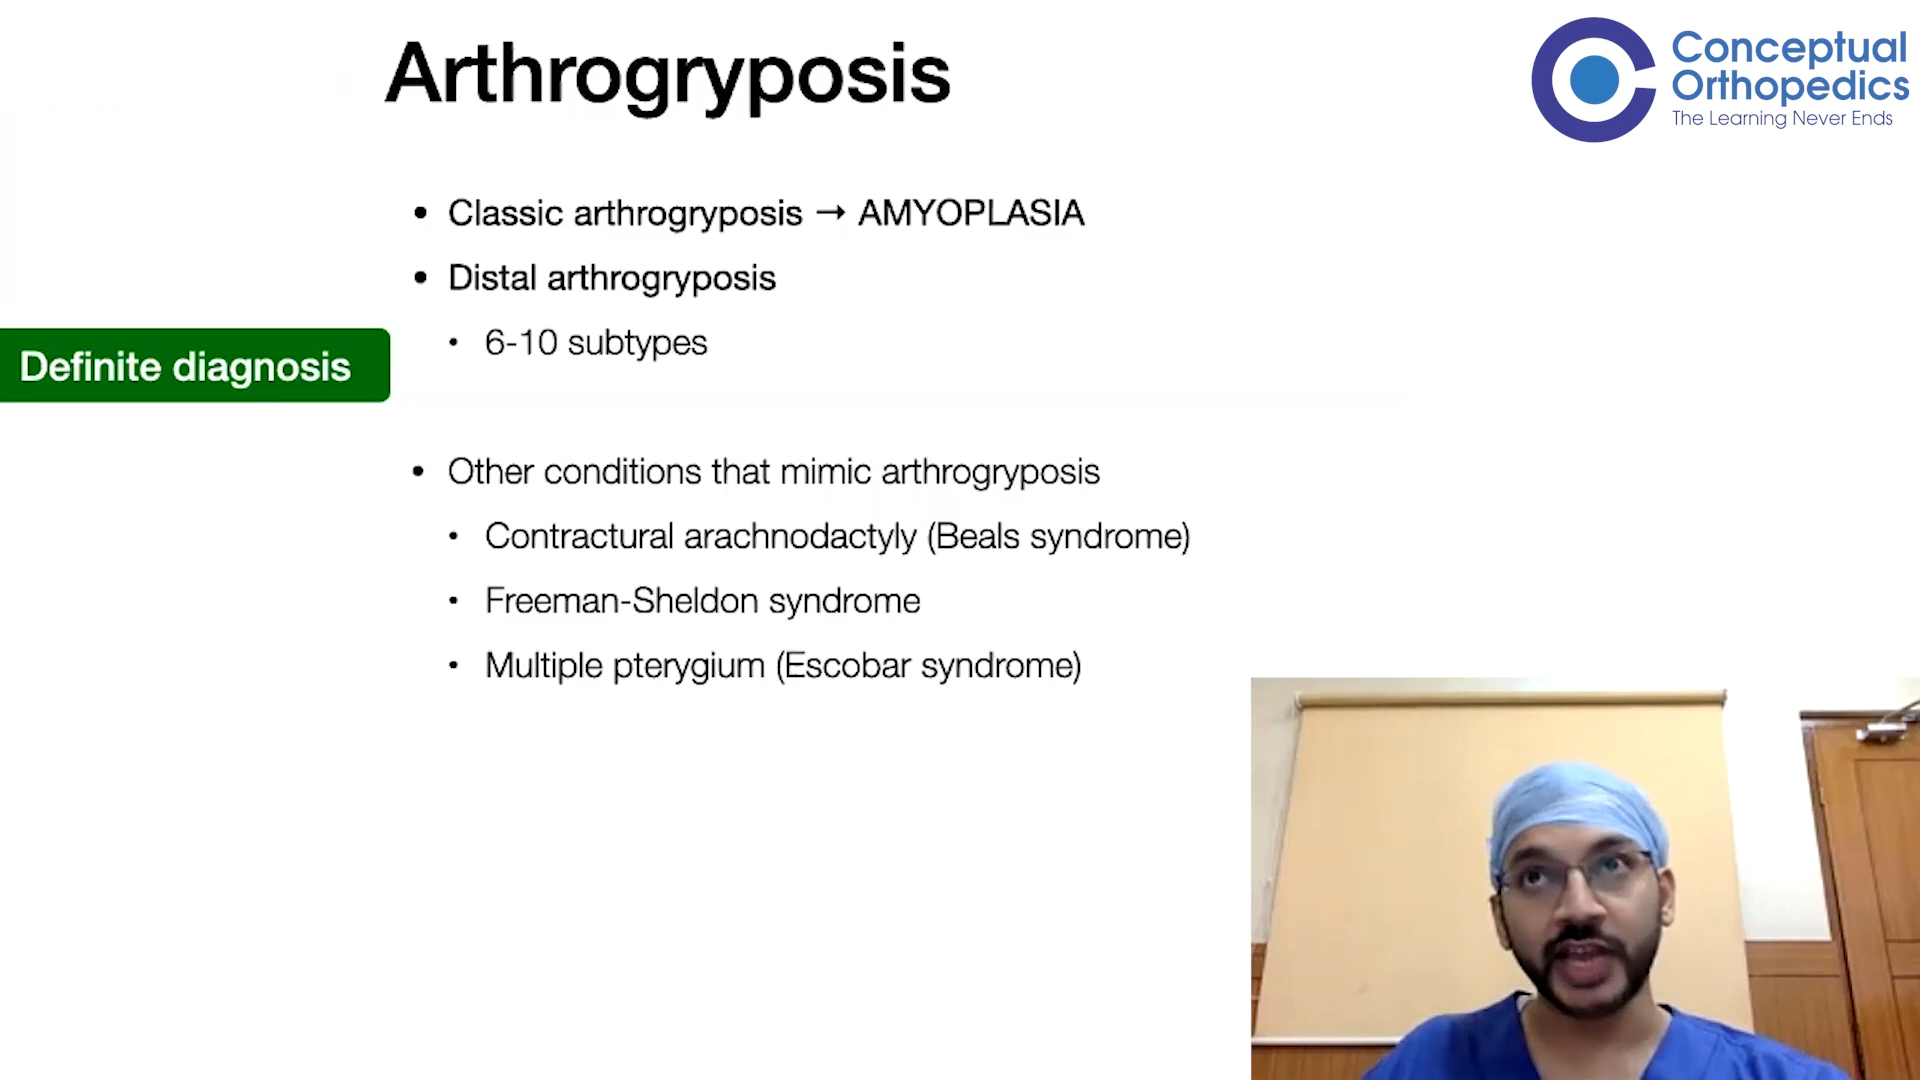 Arthrogryposis
Conceptual
Orthopedics
The Learning Never Ends
• Classic arthrogryposis → AMYOPLASIA
• Distal arthrogryposis
• 6-10 subtypes
Definite diagnosis
• Other conditions that mimic arthrogryposis
• Contractural arachnodactyly (Beals syndrome)
• Freeman-Sheldon syndrome
• Multiple pterygium (Escobar syndrome)